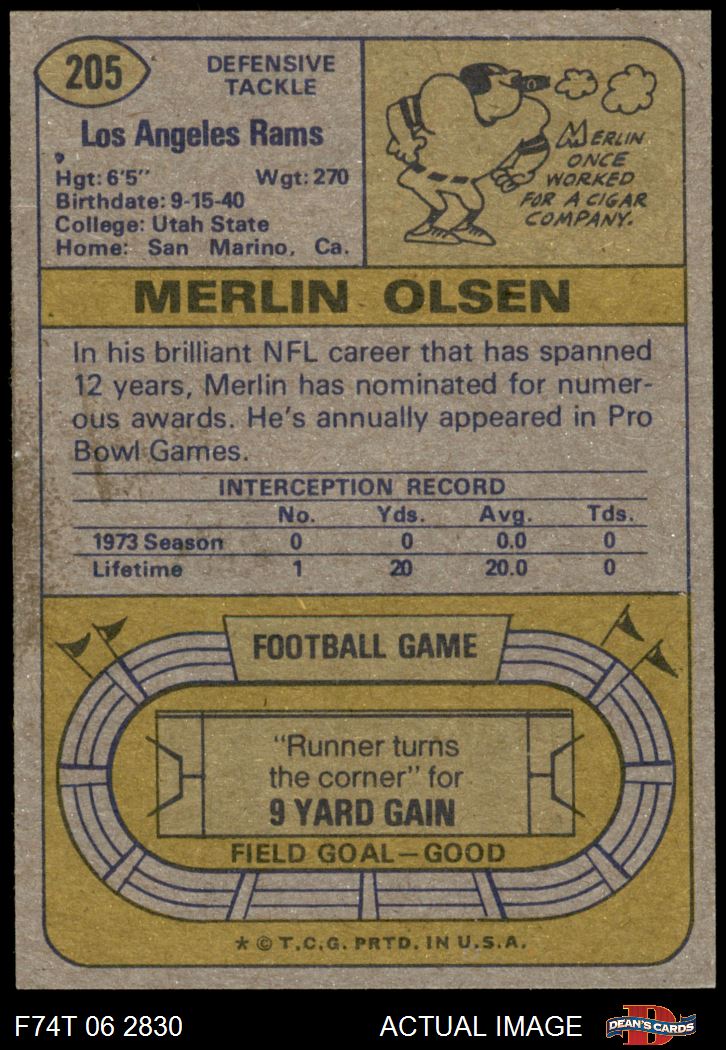 205
DEFENSIVE
TACKLE
Los Angeles Rams
Hgt: 6'5" Wgt: 270
Birthdate: 9-15-40
College: Utah State
Home: San Marino, Ca.
MERLIN
ONCE
WORKED
FOR A CIGAR
COMPANY.
MERLIN OLSEN
In his brilliant NFL career that has spanned
12 years, Merlin has nominated for numer-
ous awards. He's annually appeared in Pro
Bowl Games.
INTERCEPTION RECORD
No. Yds. Avg. Tds.
1973 Season 0 0 0.0 0
Lifetime 1 20 20.0 0
FOOTBALL GAME
"Runner turns
the corner" for
9 YARD GAIN
FIELD GOAL—GOOD
* © T.C.G. PRTD. IN U.S.A.
F74T 06 2830 ACTUAL IMAGE D DEAN'S CARDS